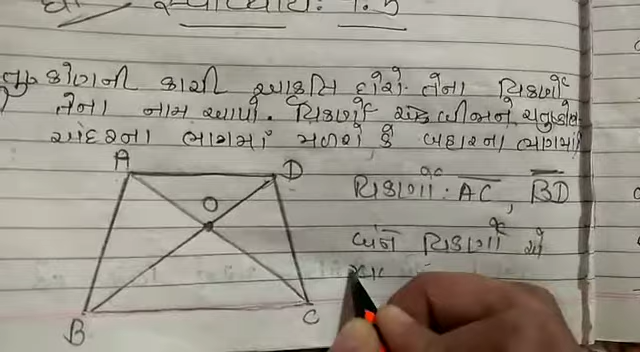 સ્વાધ્યાય: 1.5
ચતુષ્કોણની કાચી આકૃતિ દોરો. તેના વિકર્ણો
તેના નામ આપો. વિકર્ણો એક બીજાને ચતુષ્કોણ
અંદરના ભાગમાં મળશે કે બહારના ભાગમાં
A
D
O
B
C
વિકર્ણો: AC, BD
બંને વિકર્ણો એ